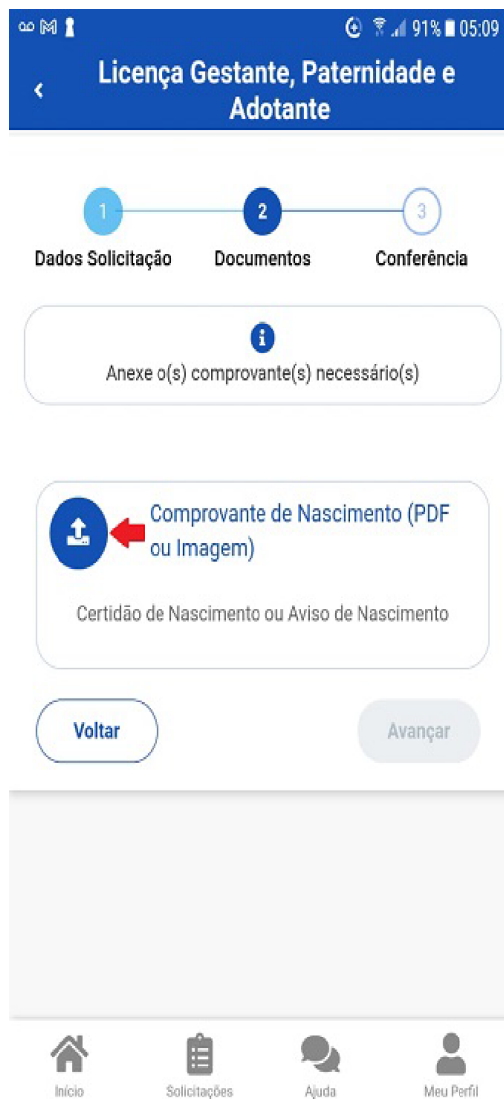 91% 05:09
Licença Gestante, Paternidade e
Adotante
1 2 3
Dados Solicitação Documentos Conferência
Anexe o(s) comprovante(s) necessário(s)
Comprovante de Nascimento (PDF
ou Imagem)
Certidão de Nascimento ou Aviso de Nascimento
Voltar Avançar
Início Solicitações Ajuda Meu Perfil